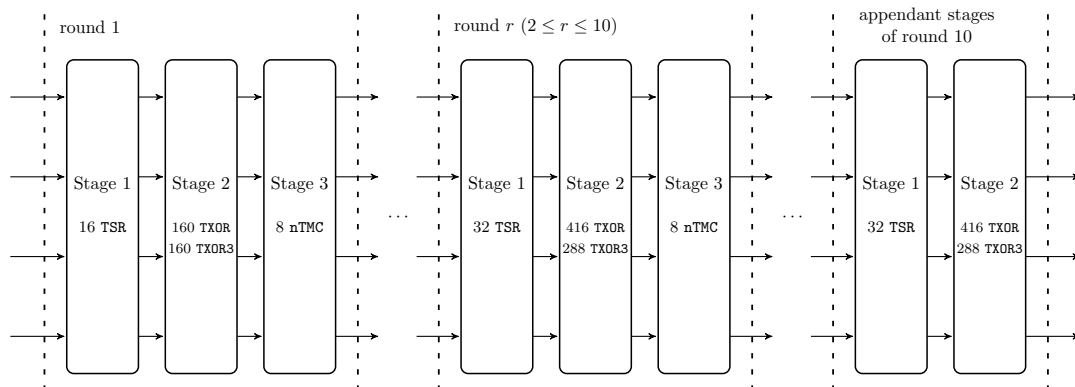 round 1
Stage 1
16 TSR
Stage 2
160 TXOR
160 TXOR3
Stage 3
8 nTMC
...
round r (2 ≤ r ≤ 10)
Stage 1
32 TSR
Stage 2
416 TXOR
288 TXOR3
Stage 3
8 nTMC
...
appendant stages
of round 10
Stage 1
32 TSR
Stage 2
416 TXOR
288 TXOR3